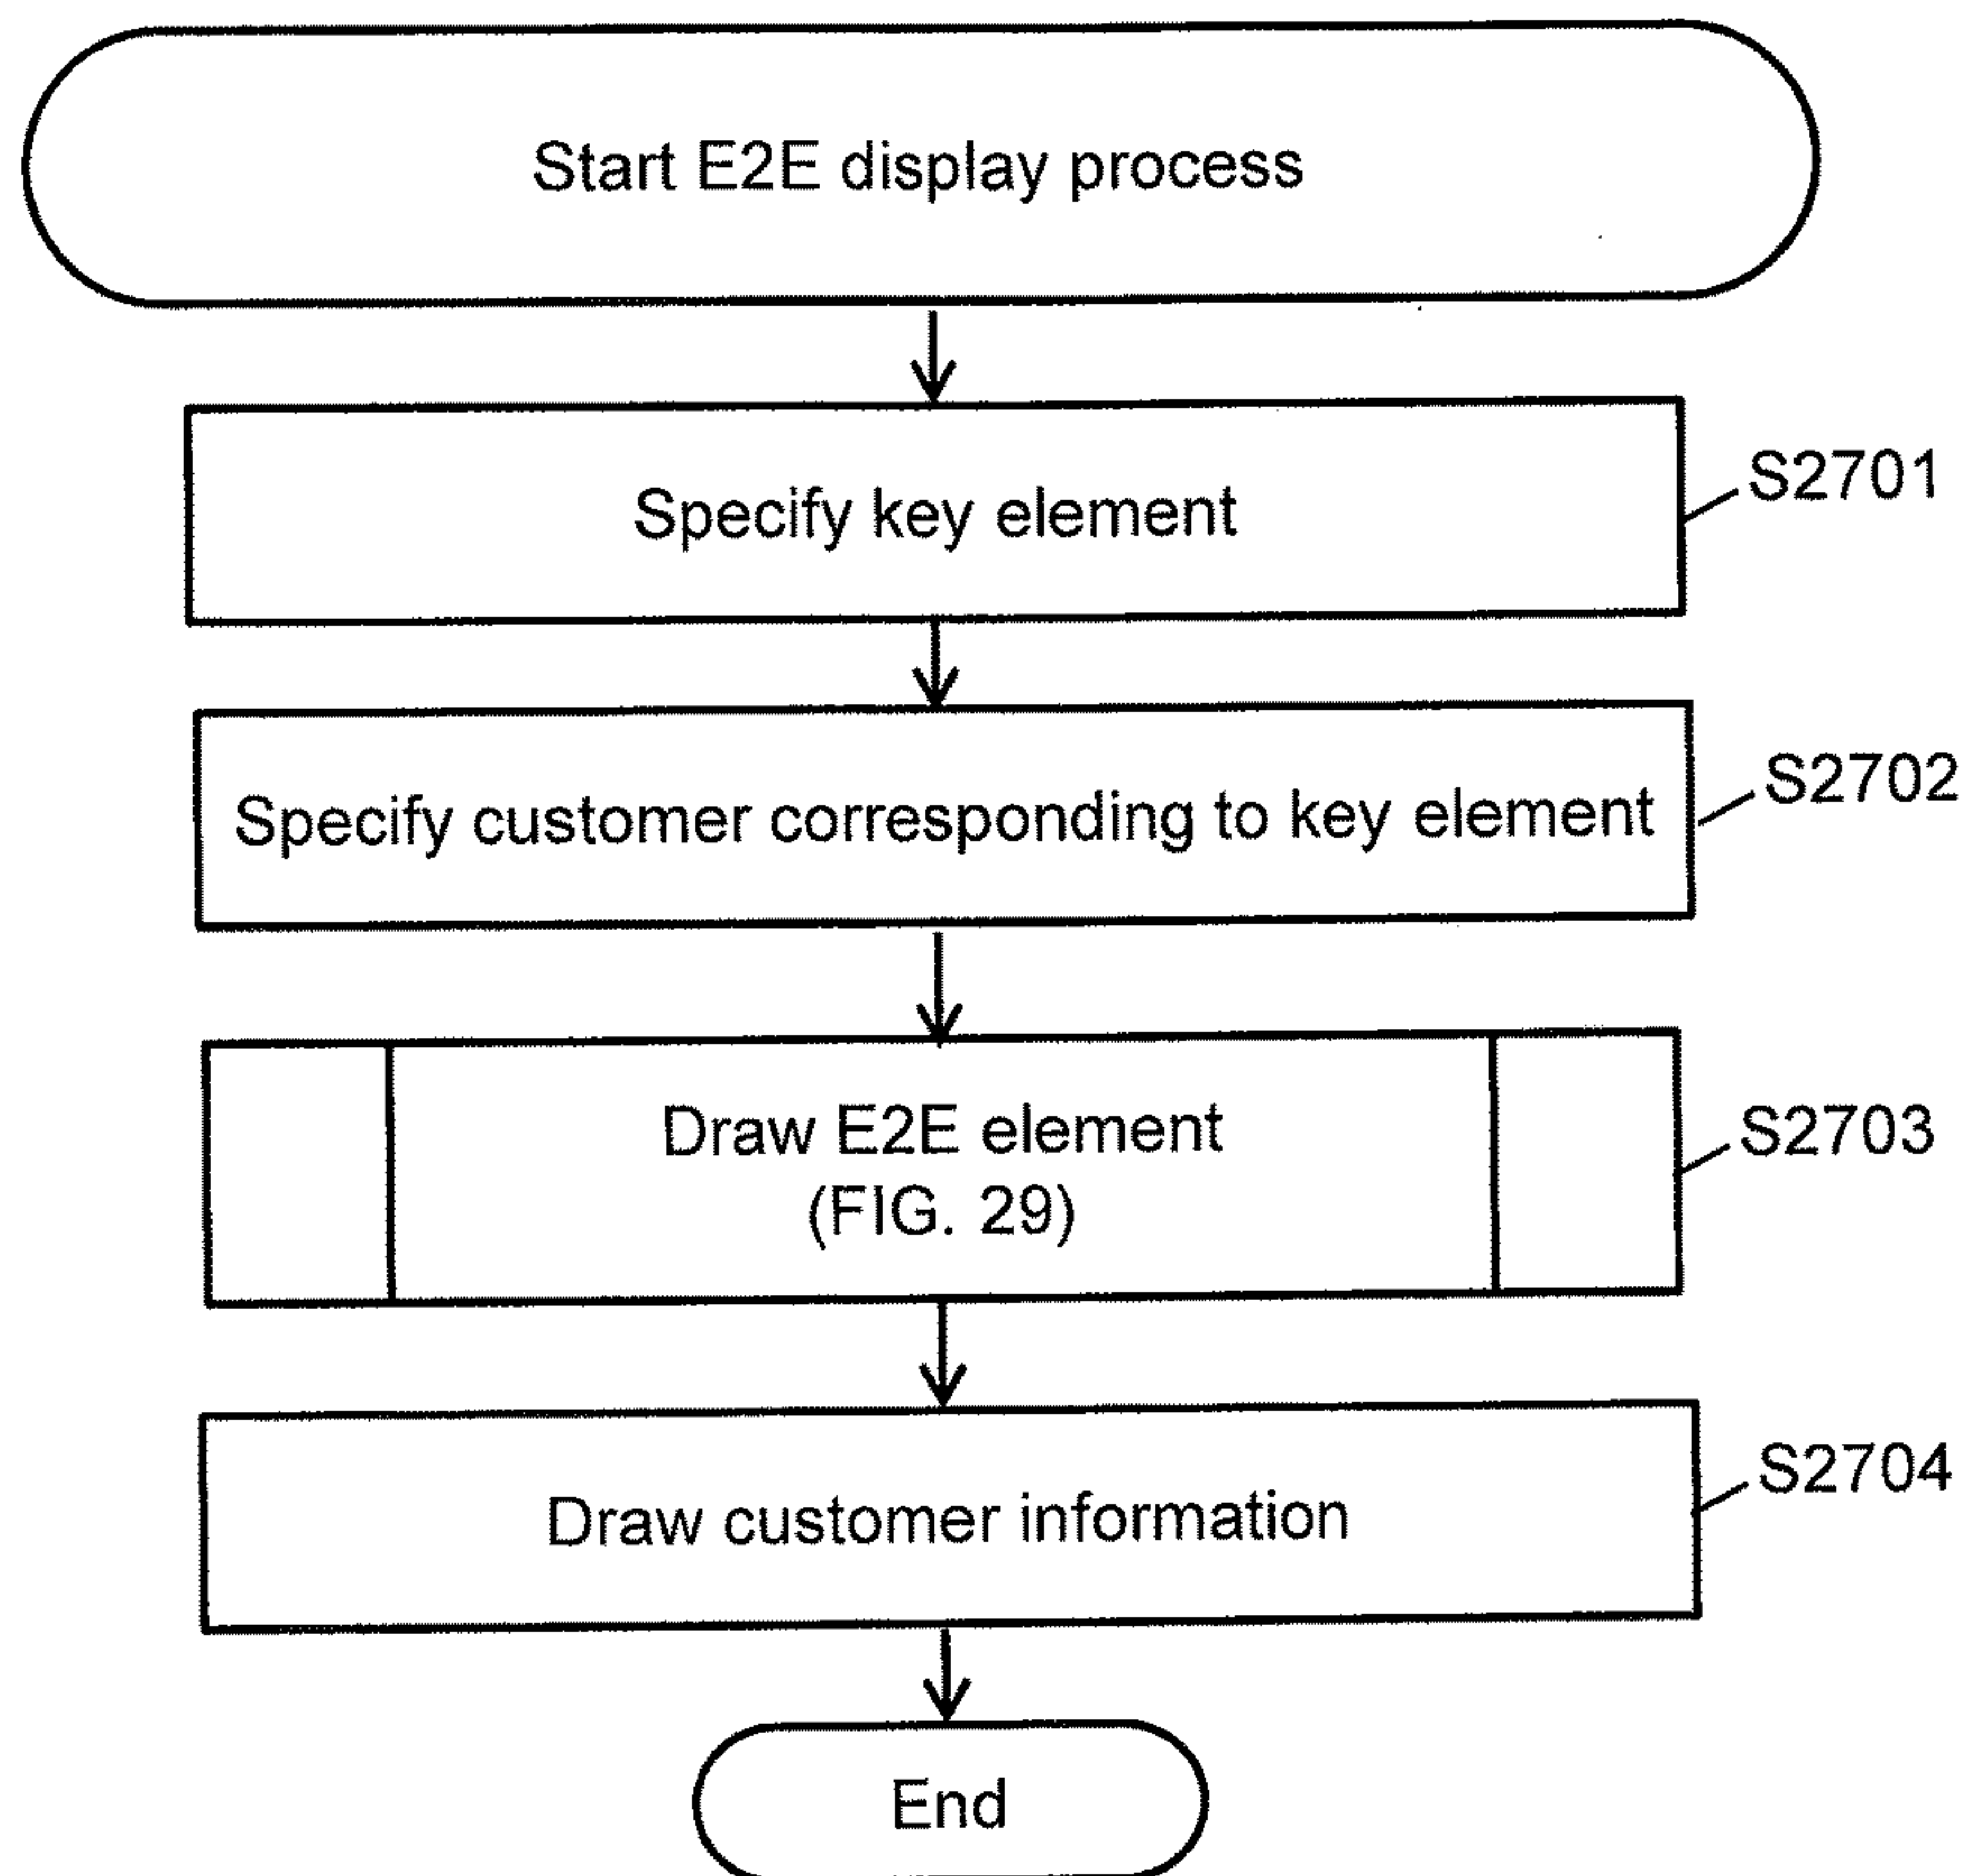 Start E2E display process
Specify key element
S2701
Specify customer corresponding to key element
S2702
Draw E2E element
(FIG. 29)
S2703
Draw customer information
S2704
End